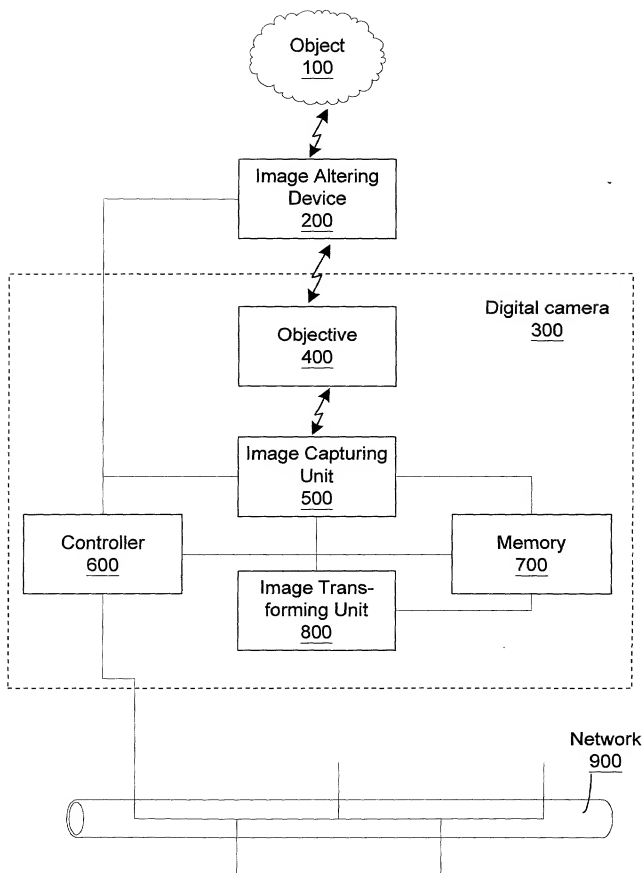 Object
100
Image Altering
Device
200
Digital camera
300
Objective
400
Image Capturing
Unit
500
Controller
600
Memory
700
Image Trans-
forming Unit
800
Network
900